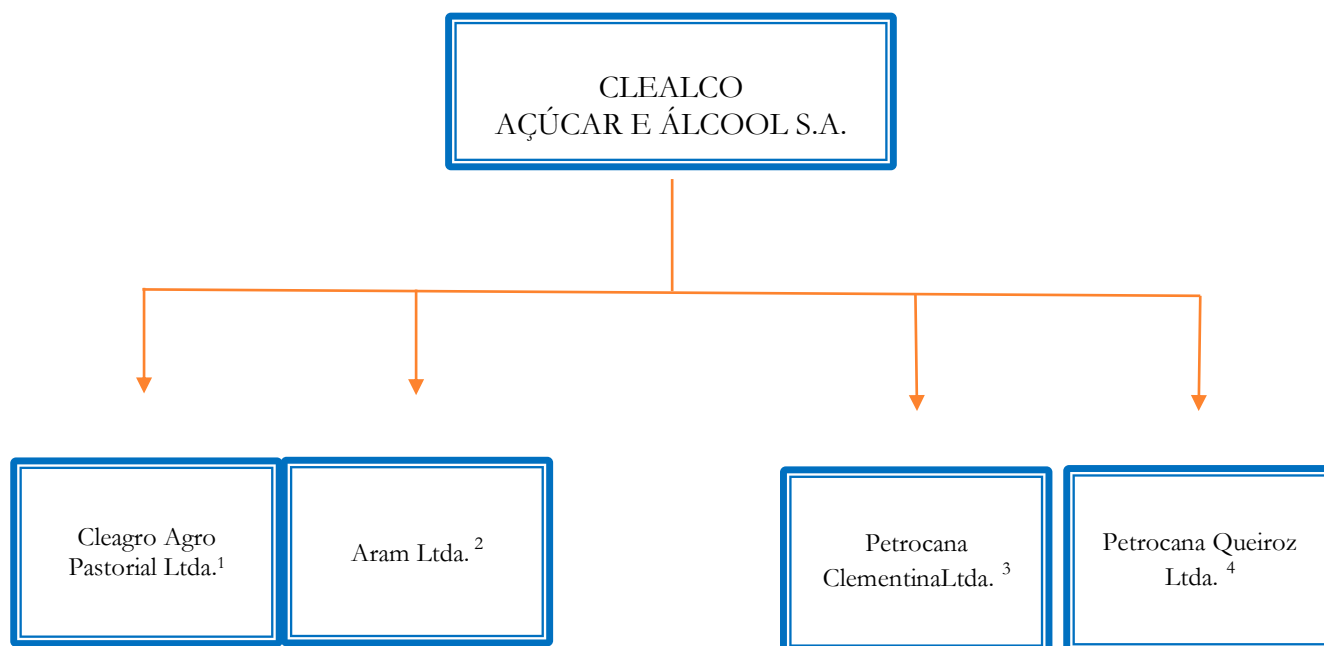 CLEALCO
AÇÚCAR E ÁLCOOL S.A.
Cleagro Agro
Pastorial Ltda.¹
Aram Ltda. ²
Petrocana
ClementinaLtda. ³
Petrocana Queiroz
Ltda. ⁴